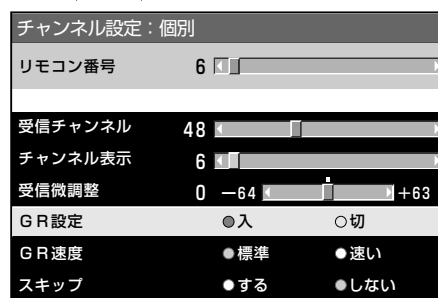 チャンネル設定：個別
リモコン番号 6
受信チャンネル 48
チャンネル表示 6
受信微調整 0 －64 ＋63
ＧＲ設定 ●入 ○切
ＧＲ速度 ●標準 ●速い
スキップ ●する ●しない